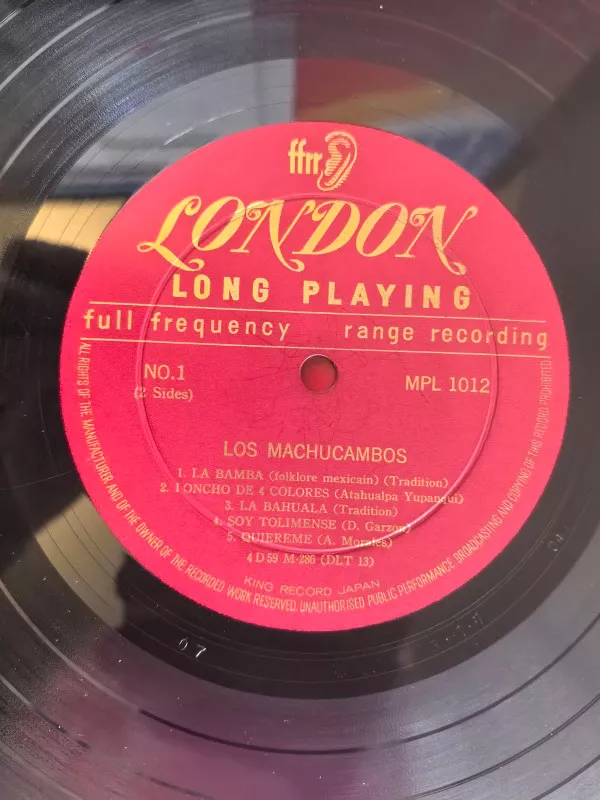 ffrr
LONDON
LONG PLAYING
full frequency range recording
NO.1
(2 Sides)
MPL 1012
LOS MACHUCAMBOS
1. LA BAMBA (folklore mexicain) (Tradition)
2. PONCHO DE 4 COLORES (Atahualpa Yupanqui)
3. LA BAHUALA (Tradition)
4. SOY TOLIMENSE (D. Garzon)
5. QUIEREME (A. Morales)
4D59 M-286 (DLT 13)
KING RECORD JAPAN
ALL RIGHTS OF THE MANUFACTURER AND OF THE OWNER OF THE RECORDED WORK RESERVED. UNAUTHORISED PUBLIC PERFORMANCE, BROADCASTING AND COPYING OF THIS RECORD PROHIBITED
07